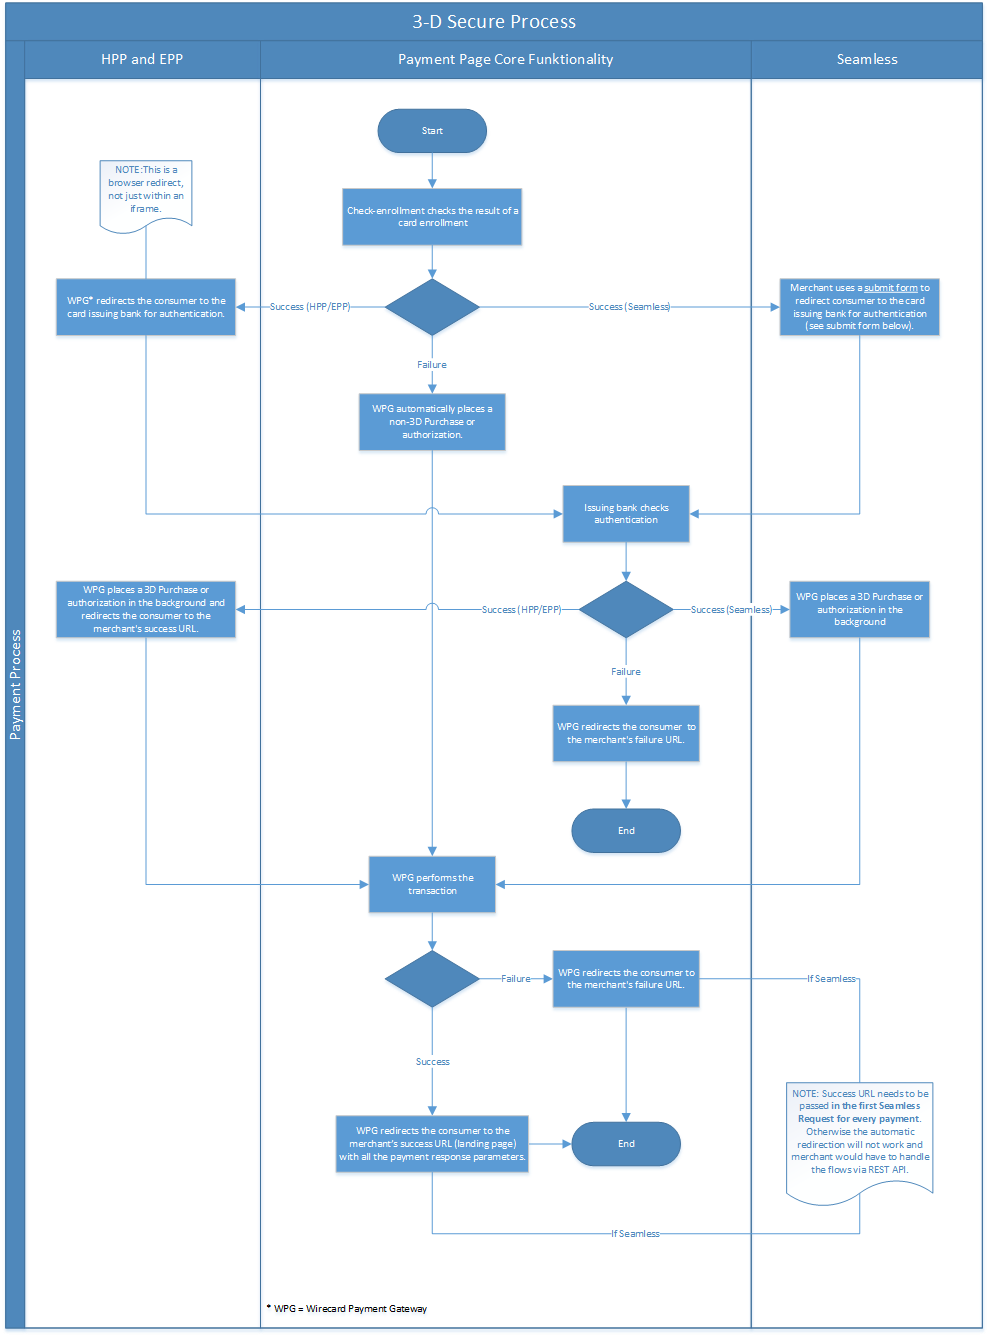 3-D Secure Process
HPP and EPP
Payment Page Core Funktionality
Seamless
Payment Process
Start
NOTE:This is a
browser redirect,
not just within an
iframe.
Check-enrollment checks the result of a
card enrollment
WPG* redirects the consumer to the
card issuing bank for authentication.
Success (HPP/EPP)
Success (Seamless)
Merchant uses a submit form to
redirect consumer to the card
issuing bank for authentication
(see submit form below).
Failure
WPG automatically places a
non-3D Purchase or
authorization.
Issuing bank checks
authentication
WPG places a 3D Purchase or
authorization in the background and
redirects the consumer to the
merchant's success URL.
Success (HPP/EPP)
Success (Seamless)
WPG places a 3D Purchase or
authorization in the
background
Failure
WPG redirects the consumer to
the merchant's failure URL.
End
WPG performs the
transaction
Failure
WPG redirects the consumer to
the merchant's failure URL.
If Seamless
Success
NOTE: Success URL needs to be
passed in the first Seamless
Request for every payment.
Otherwise the automatic
redirection will not work and
merchant would have to handle
the flows via REST API.
WPG redirects the consumer to the
merchant's success URL (landing page)
with all the payment response parameters.
End
If Seamless
* WPG = Wirecard Payment Gateway